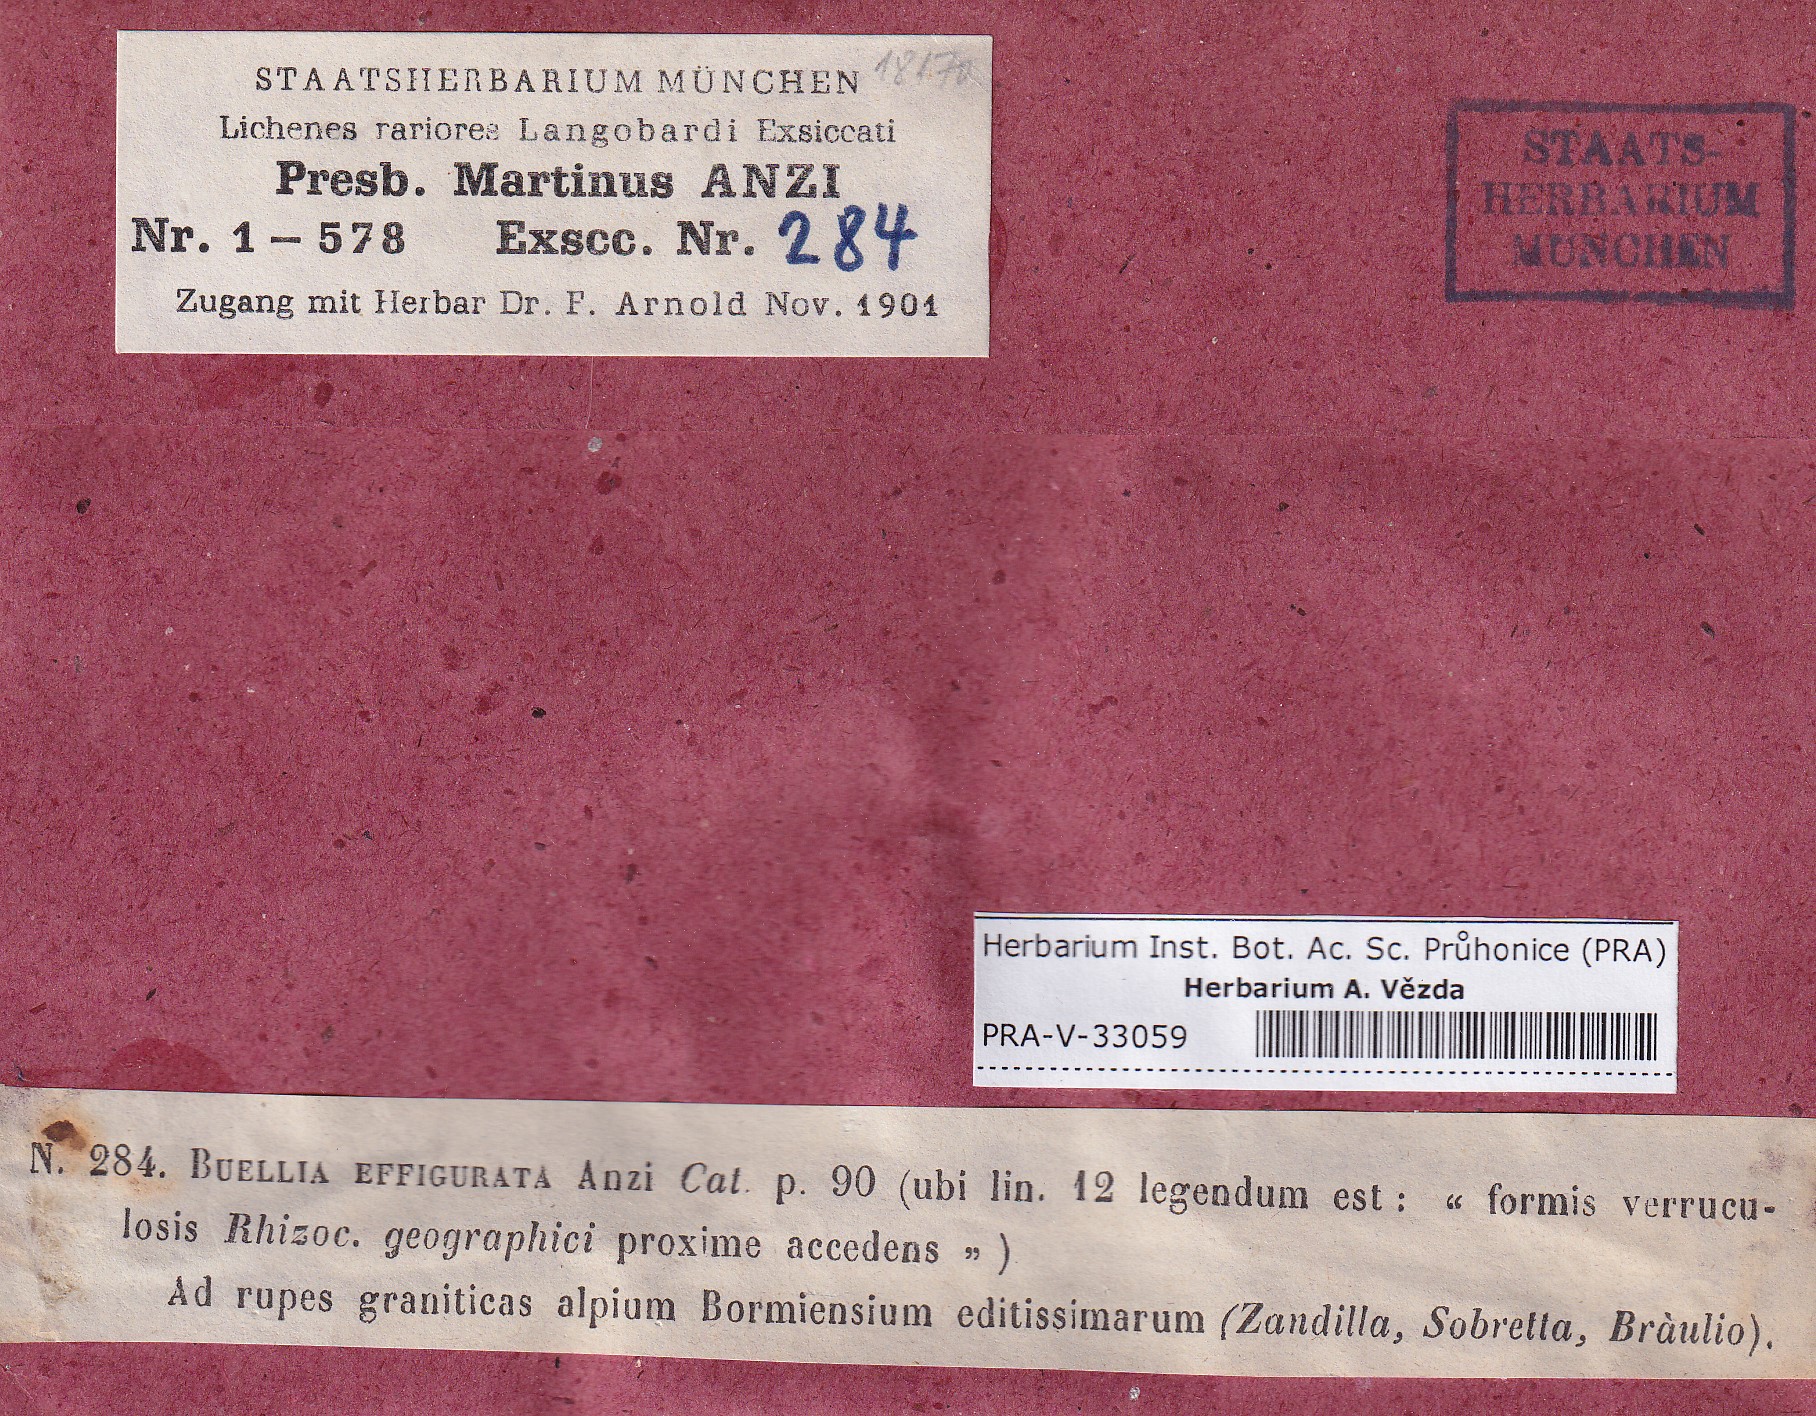 STAATSHERBARIUM MÜNCHEN
Lichenes rariores Langobardi Exsiccati
Presb. Martinus ANZI
Nr. 1 – 578 Exscc. Nr. 284
Zugang mit Herbar Dr. F. Arnold Nov. 1901
STAATS-
HERBARIUM
MÜNCHEN
Herbarium Inst. Bot. Ac. Sc. Průhonice (PRA)
Herbarium A. Vězda
PRA-V-33059
N. 284. BUELLIA EFFIGURATA Anzi Cat. p. 90 (ubi lin. 12 legendum est : “ formis verrucu-
losis Rhizoc. geographici proxime accedens ” )
Ad rupes graniticas alpium Bormiensium editissimarum (Zandilla, Sobretta, Bràulio).